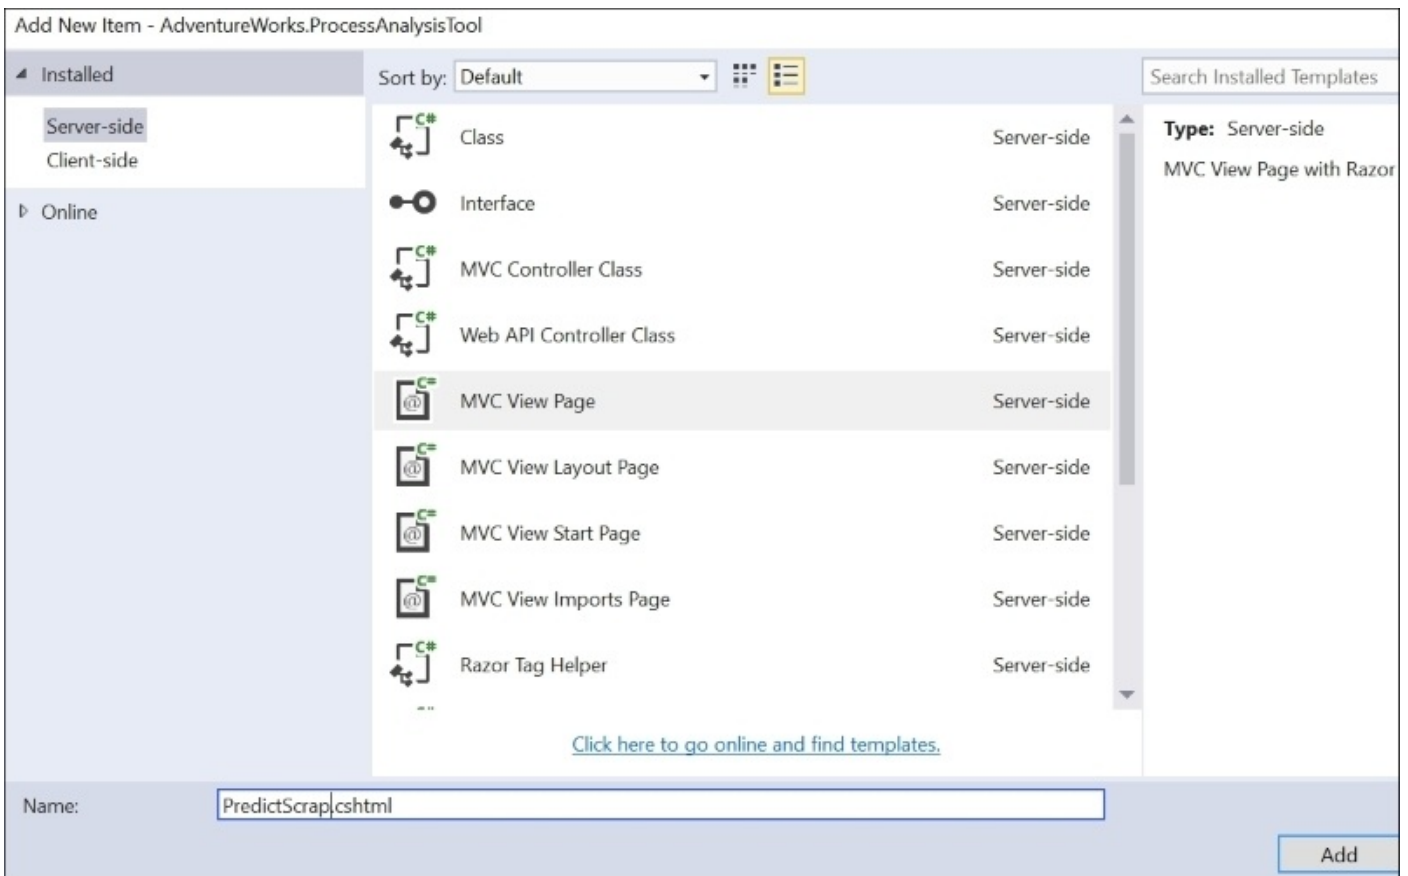 Add New Item - AdventureWorks.ProcessAnalysisTool
Installed
Server-side
Client-side
Online
Sort by: Default
Search Installed Templates
C# Class Server-side
Interface Server-side
C# MVC Controller Class Server-side
C# Web API Controller Class Server-side
@ MVC View Page Server-side
@ MVC View Layout Page Server-side
@ MVC View Start Page Server-side
@ MVC View Imports Page Server-side
C# Razor Tag Helper Server-side
Click here to go online and find templates.
Type: Server-side
MVC View Page with Razor
Name: PredictScrap.cshtml
Add